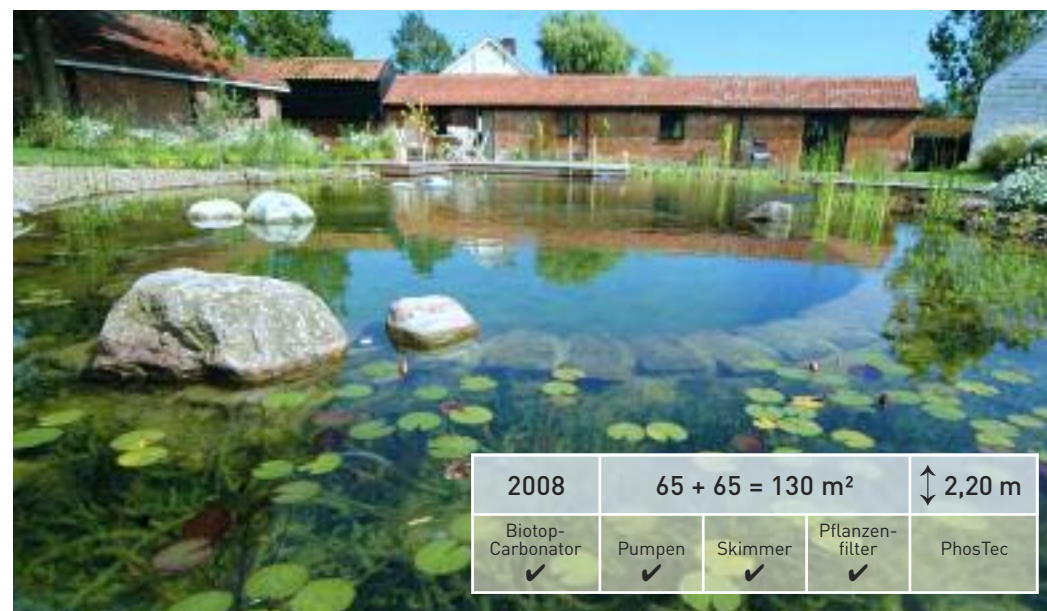 2008
65 + 65 = 130 m²
↕ 2,20 m
Biotop-
Carbonator
✔
Pumpen
✔
Skimmer
✔
Pflanzen-
filter
✔
PhosTec